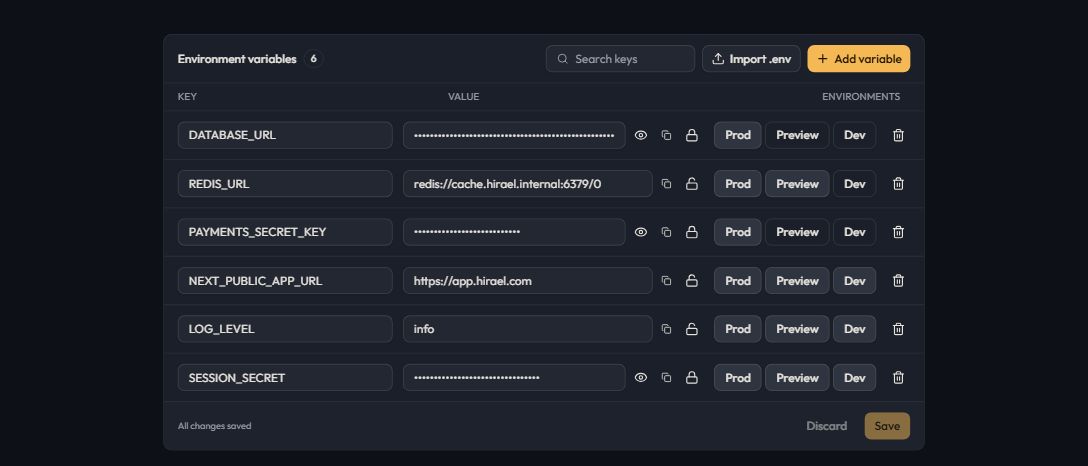 Environment variables 6 Search keys Import .env + Add variable
KEY VALUE ENVIRONMENTS
DATABASE_URL •••••••••••••••••••••••••••••••••••••••••••••••••• Prod Preview Dev
REDIS_URL redis://cache.hirael.internal:6379/0 Prod Preview Dev
PAYMENTS_SECRET_KEY ••••••••••••••••••••••••••• Prod Preview Dev
NEXT_PUBLIC_APP_URL https://app.hirael.com Prod Preview Dev
LOG_LEVEL info Prod Preview Dev
SESSION_SECRET •••••••••••••••••••••••••••••••• Prod Preview Dev
All changes saved Discard Save